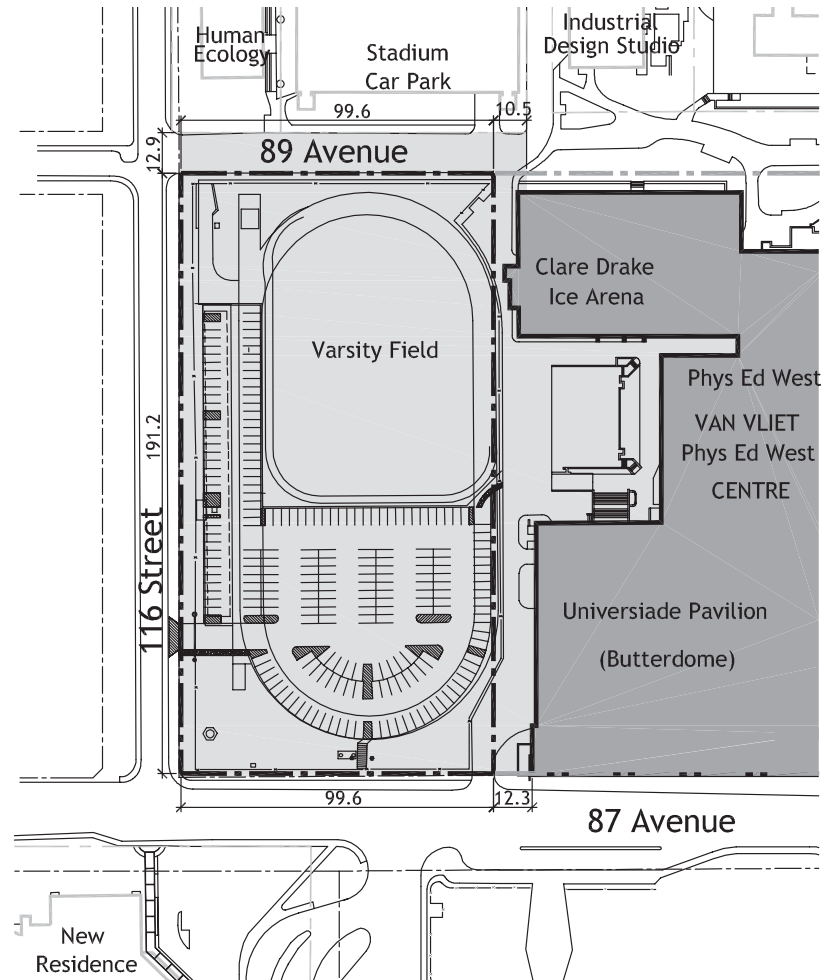 Human
Ecology
Stadium
Car Park
Industrial
Design Studio
99.6
10.5
12.9
89 Avenue
Clare Drake
Ice Arena
Varsity Field
Phys Ed West
VAN VLIET
Phys Ed West
CENTRE
191.2
116 Street
Universiade Pavilion
(Butterdome)
99.6
12.3
87 Avenue
New
Residence